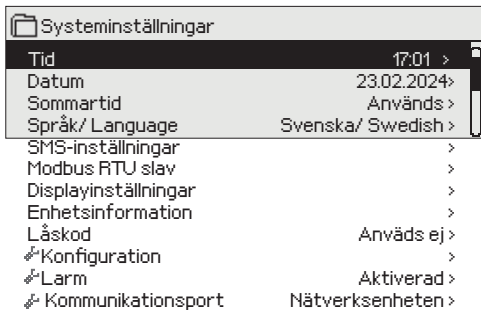 Systeminställningar
Tid 17:01 >
Datum 23.02.2024>
Sommartid Används >
Språk/ Language Svenska/ Swedish >
SMS-inställningar >
Modbus RTU slav >
Displayinställningar >
Enhetsinformation >
Låskod Anväds ej >
Konfiguration >
Larm Aktiverad >
Kommunikationsport Nätverksenheten >